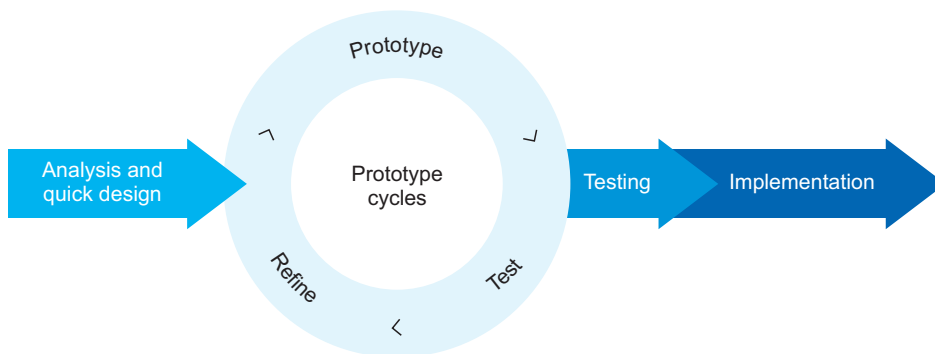 Prototype
Analysis and
quick design
Prototype
cycles
Testing
Implementation
Refine
Test